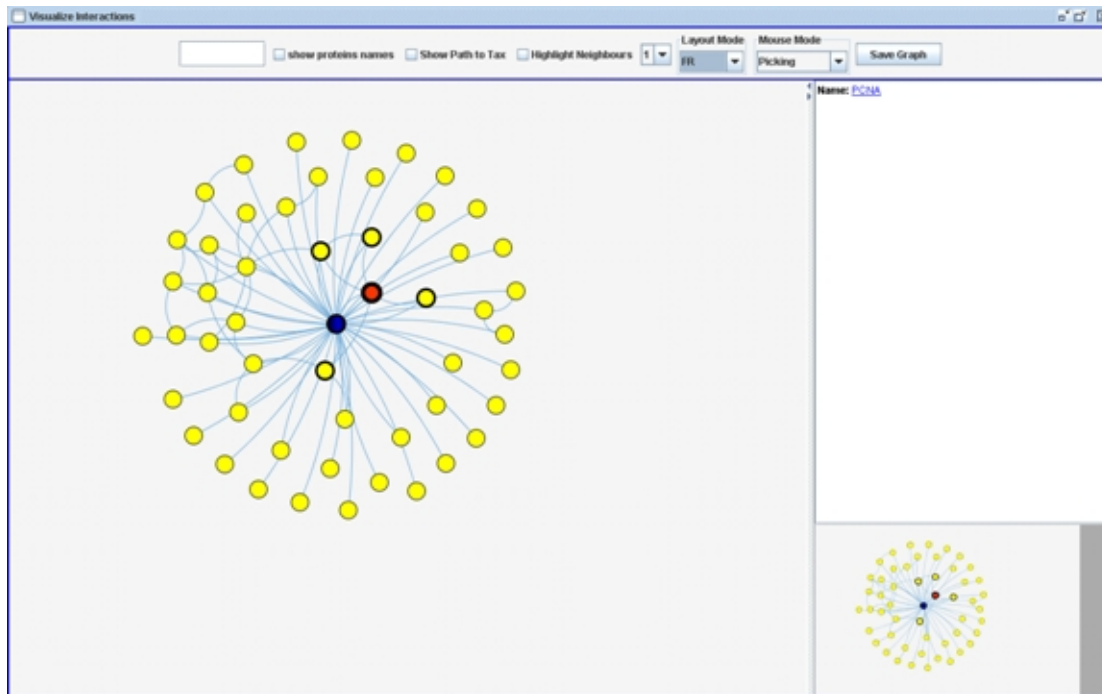 Visualize Interactions
Layout Mode Mouse Mode
show proteins names Show Path to Tax Highlight Neighbours 1 FR Picking Save Graph
Name: PCNA